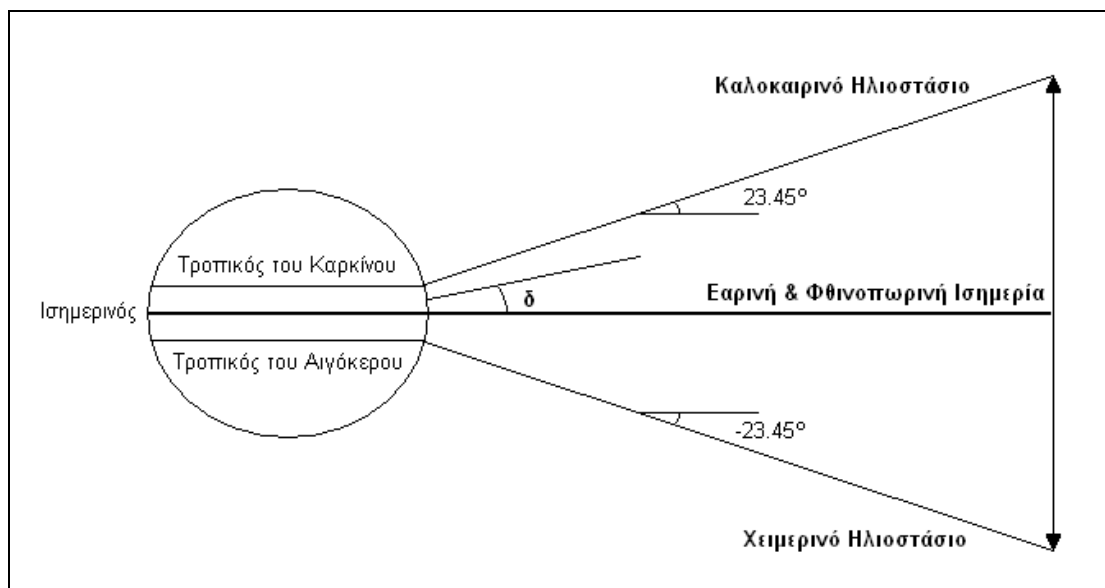 Καλοκαιρινό Ηλιοστάσιο
23.45°
Τροπικός του Καρκίνου
δ
Εαρινή & Φθινοπωρινή Ισημερία
Ισημερινός
Τροπικός του Αιγόκερου
-23.45°
Χειμερινό Ηλιοστάσιο